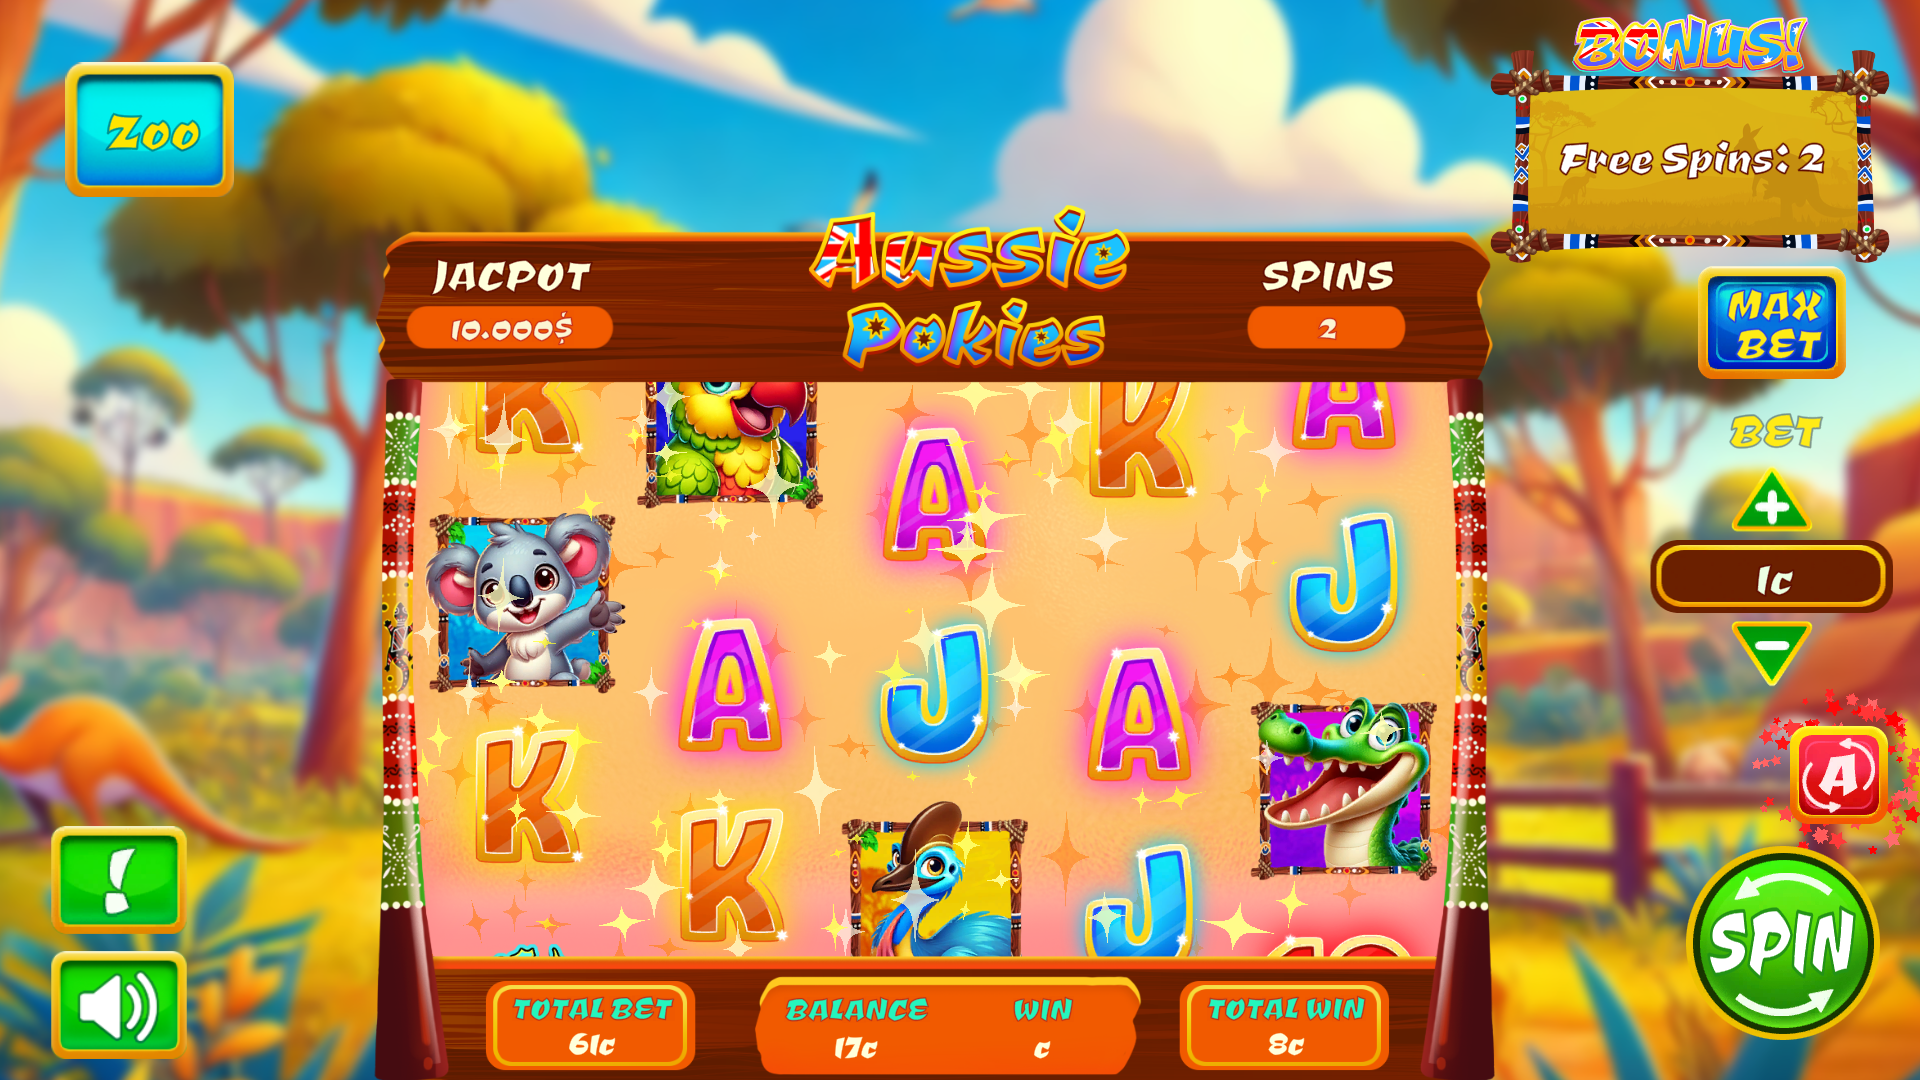 BONUS!
Zoo
Free Spins: 2
JACPOT
Aussie
Pokies
SPINS
10.000$
2
MAX
BET
K
K
A
A
BET
J
1c
A
J
A
A
K
K
J
SPIN
TOTAL BET
61c
BALANCE
17c
WIN
c
TOTAL WIN
8c